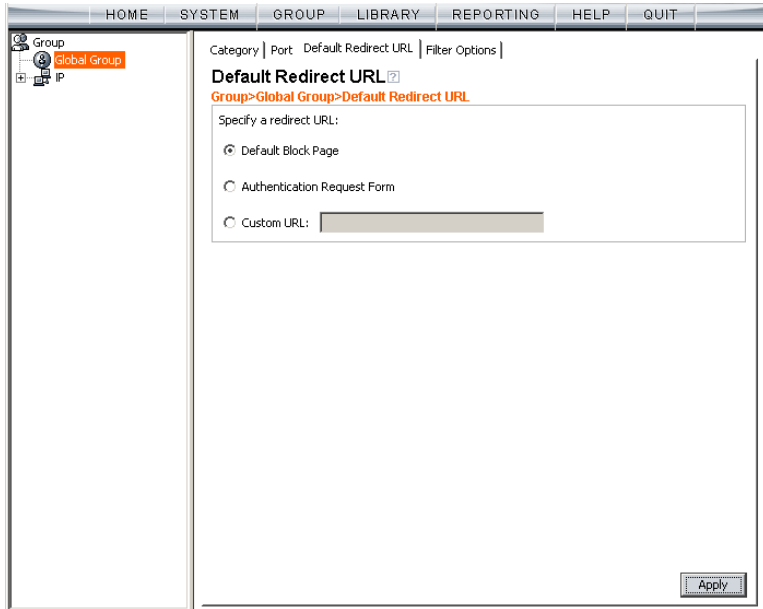 HOME SYSTEM GROUP LIBRARY REPORTING HELP QUIT
Group
Global Group
IP
Category Port Default Redirect URL Filter Options
Default Redirect URL ?
Group>Global Group>Default Redirect URL
Specify a redirect URL:
Default Block Page
Authentication Request Form
Custom URL:
Apply